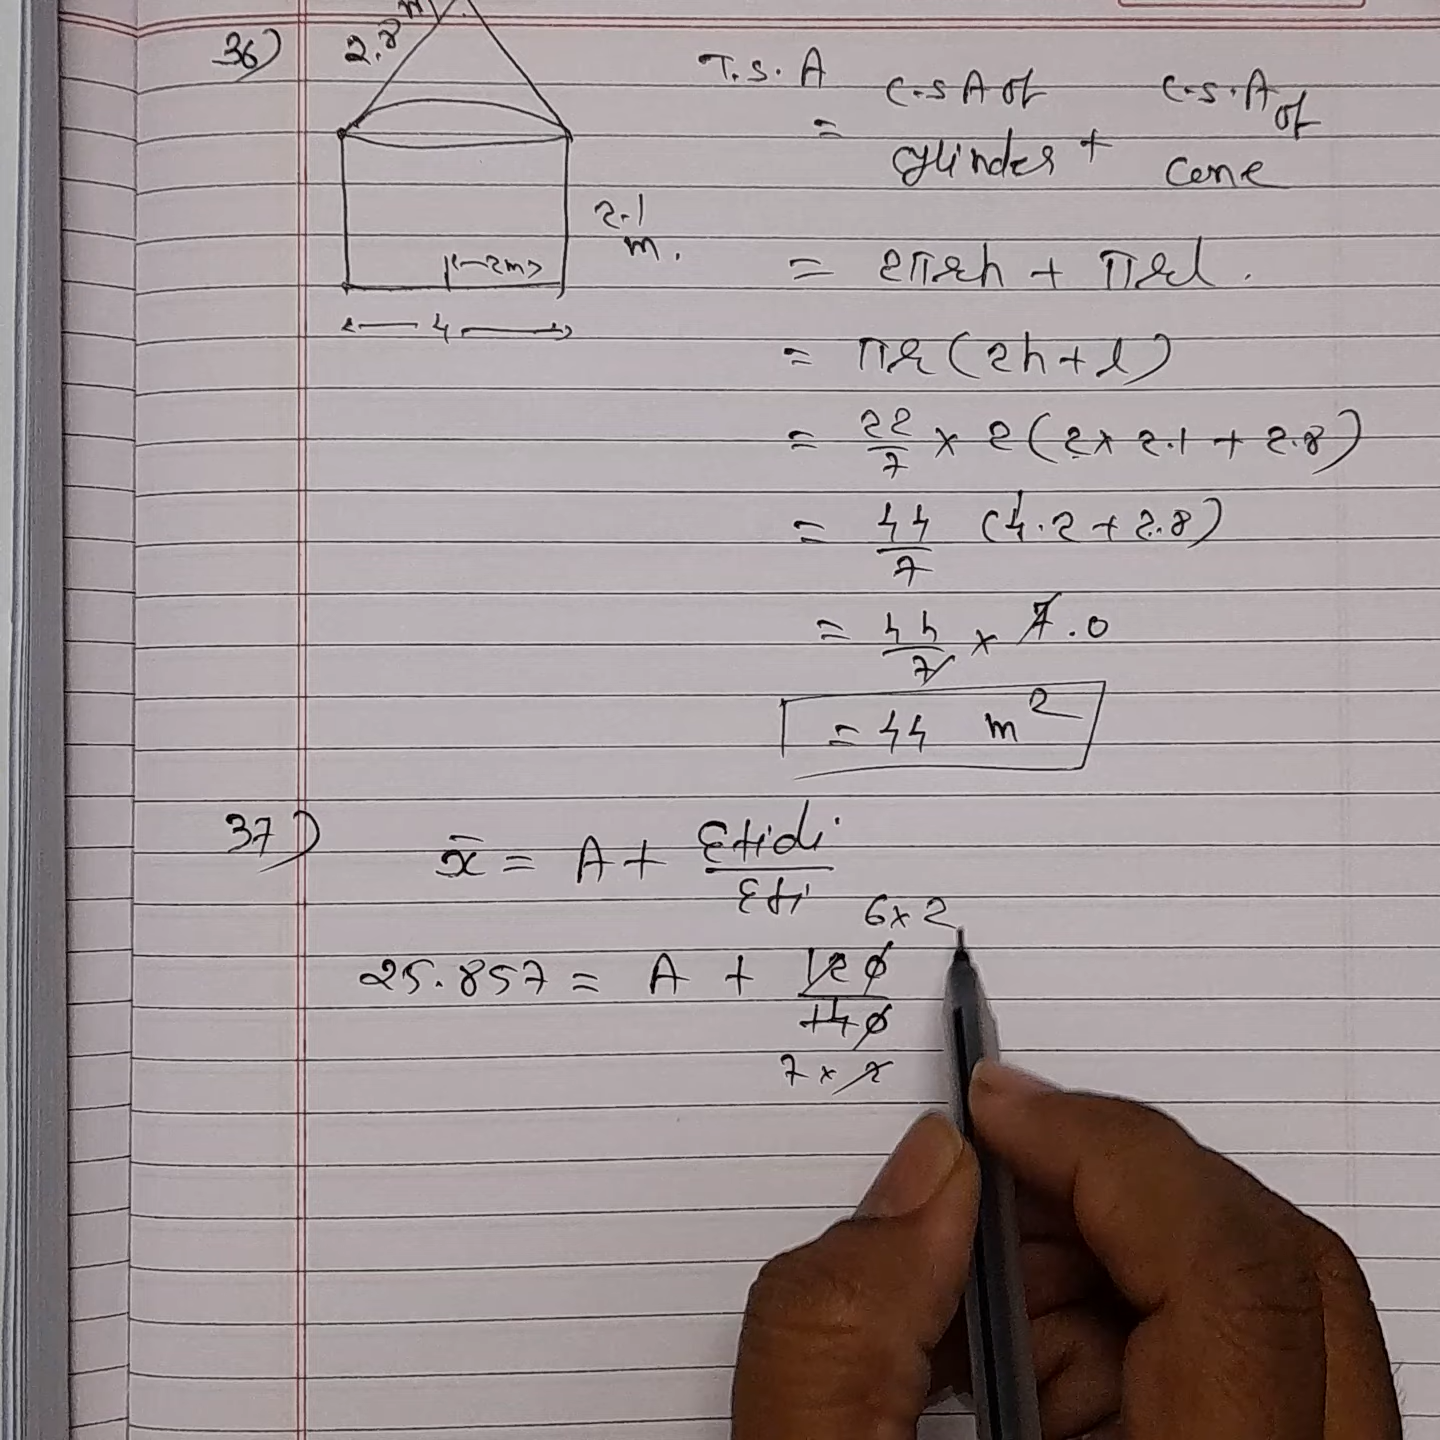 36)
2.8 m
2.1
m.
2m
4
T.S.A = C.S A of cylinder + C.S.A of cone
= 2πrh + πrl.
= πr(2h+l)
= 22/7 × 2(2×2.1+2.8)
= 44/7 (4.2+2.8)
= 44/7 × 7.0
= 44 m²
37) x̄ = A + Σfidi/Σfi
6×2
25.857 = A + 120/140
7×2